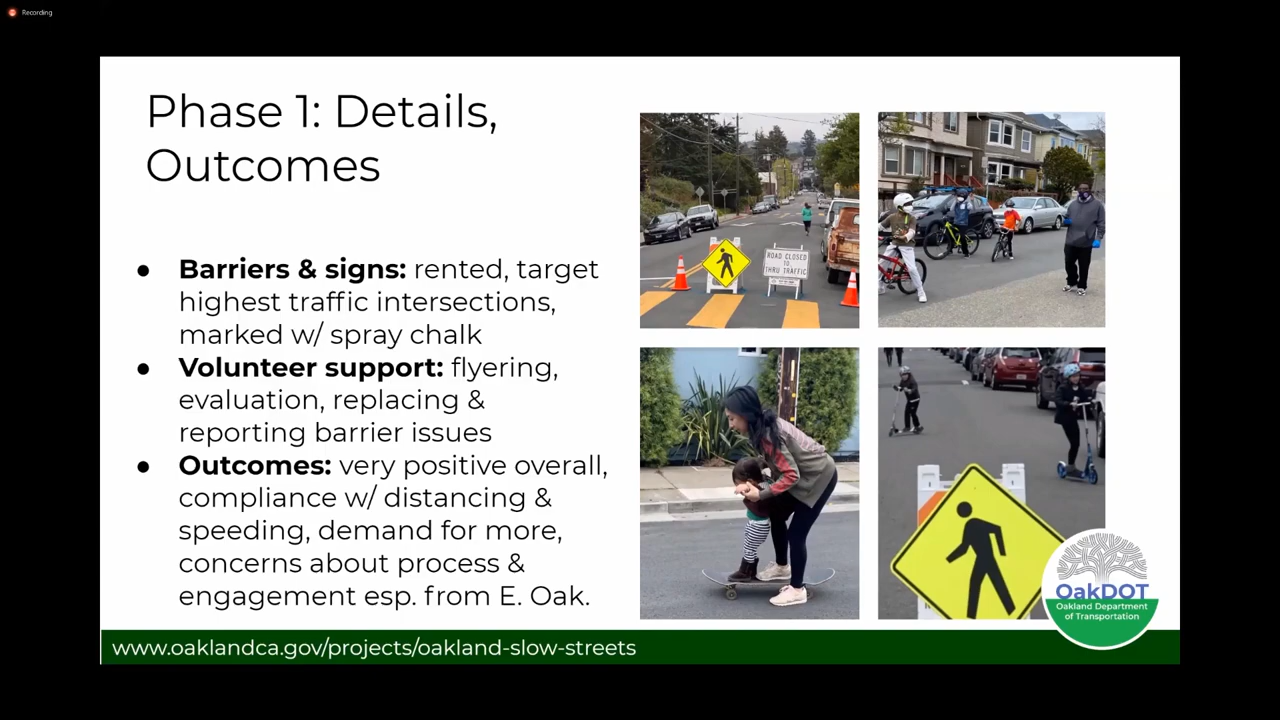 Recording
Phase 1: Details,
Outcomes
● Barriers & signs: rented, target
highest traffic intersections,
marked w/ spray chalk
● Volunteer support: flyering,
evaluation, replacing &
reporting barrier issues
● Outcomes: very positive overall,
compliance w/ distancing &
speeding, demand for more,
concerns about process &
engagement esp. from E. Oak.
ROAD CLOSED
TO
THRU TRAFFIC
OakDOT
Oakland Department
of Transportation
www.oaklandca.gov/projects/oakland-slow-streets